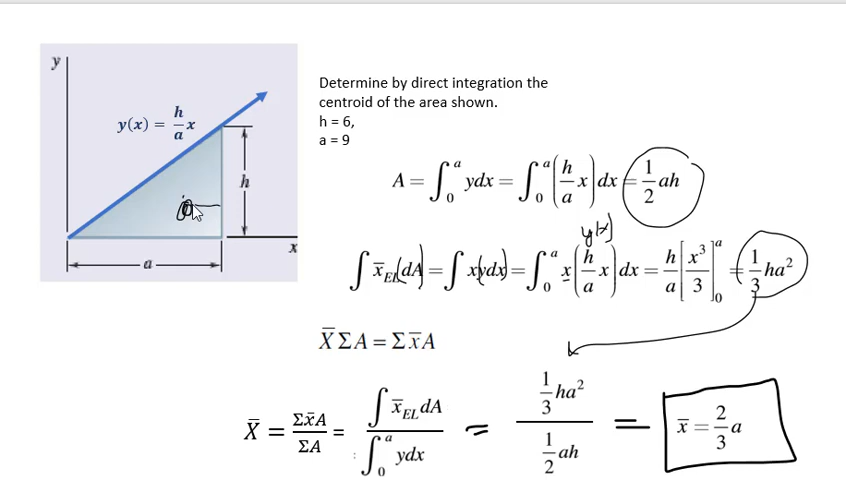 y
y(x) = h/a x
h
a
x
Determine by direct integration the
centroid of the area shown.
h = 6,
a = 9
A = ∫₀ᵃ ydx = ∫₀ᵃ (h/a x) dx = 1/2 ah
y(x)
∫ x̄_EL(dA) = ∫ x(ydx) = ∫₀ᵃ x (h/a x) dx = h/a [x³/3]₀ᵃ = 1/3 ha²
X̄ΣA = Σx̄A
X̄ = Σx̄A/ΣA = ∫ x̄_EL dA / ∫₀ᵃ ydx = 1/3 ha² / 1/2 ah = x̄ = 2/3 a